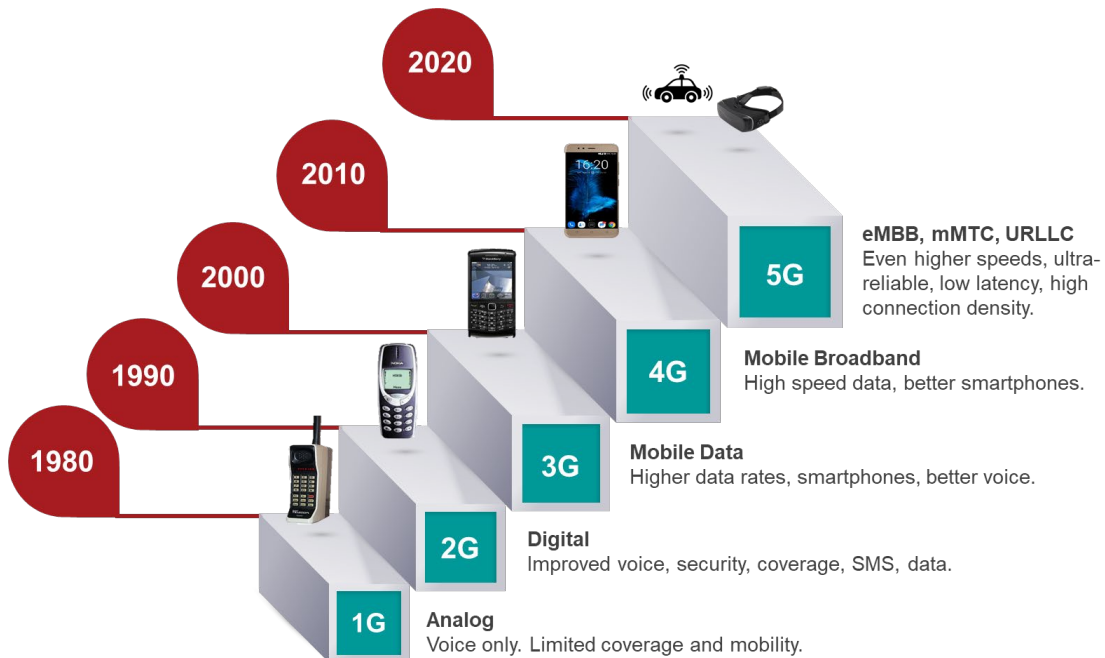 2020
2010
2000
1990
1980
16:20
5G
eMBB, mMTC, URLLC
Even higher speeds, ultra-
reliable, low latency, high
connection density.
4G
Mobile Broadband
High speed data, better smartphones.
3G
Mobile Data
Higher data rates, smartphones, better voice.
2G
Digital
Improved voice, security, coverage, SMS, data.
1G
Analog
Voice only. Limited coverage and mobility.